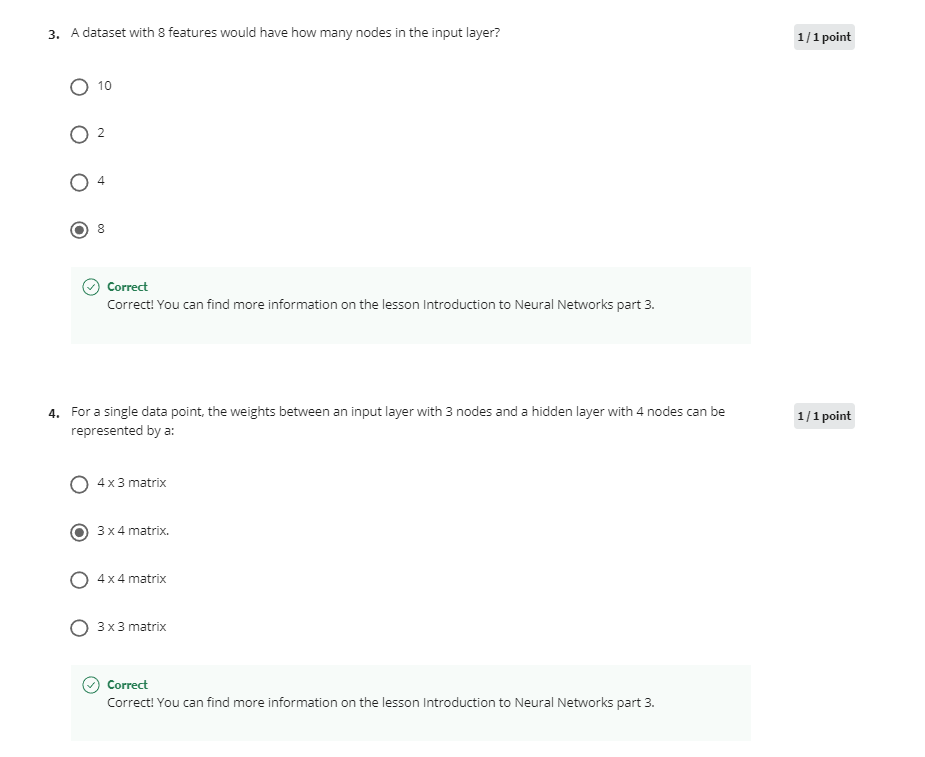 3. A dataset with 8 features would have how many nodes in the input layer?
1 / 1 point
10
2
4
8
Correct
Correct! You can find more information on the lesson Introduction to Neural Networks part 3.
4. For a single data point, the weights between an input layer with 3 nodes and a hidden layer with 4 nodes can be
represented by a:
1 / 1 point
4 x 3 matrix
3 x 4 matrix.
4 x 4 matrix
3 x 3 matrix
Correct
Correct! You can find more information on the lesson Introduction to Neural Networks part 3.